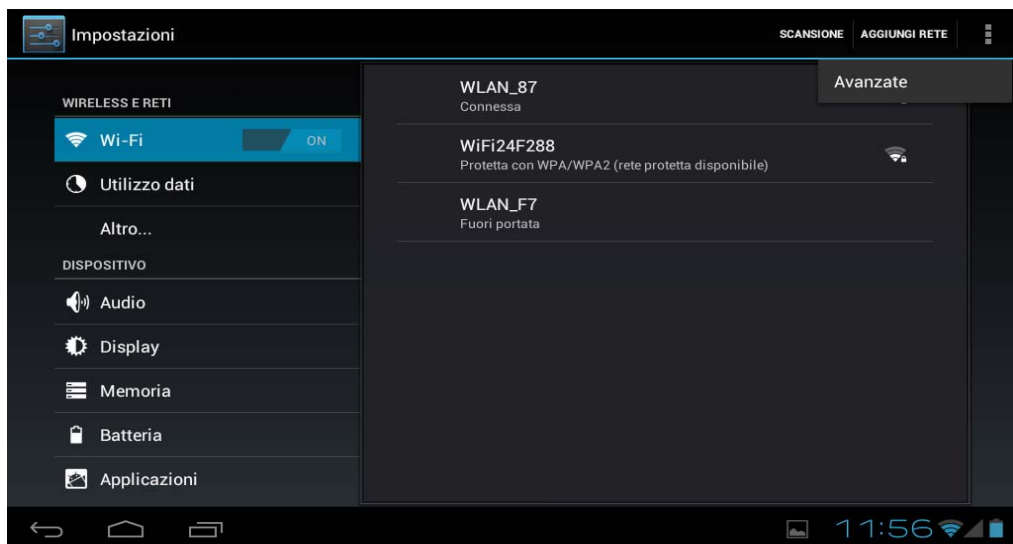 Impostazioni
SCANSIONE AGGIUNGI RETE
Avanzate
WIRELESS E RETI
Wi-Fi ON
Utilizzo dati
Altro...
DISPOSITIVO
Audio
Display
Memoria
Batteria
Applicazioni
WLAN_87
Connessa
WiFi24F288
Protetta con WPA/WPA2 (rete protetta disponibile)
WLAN_F7
Fuori portata
11:56